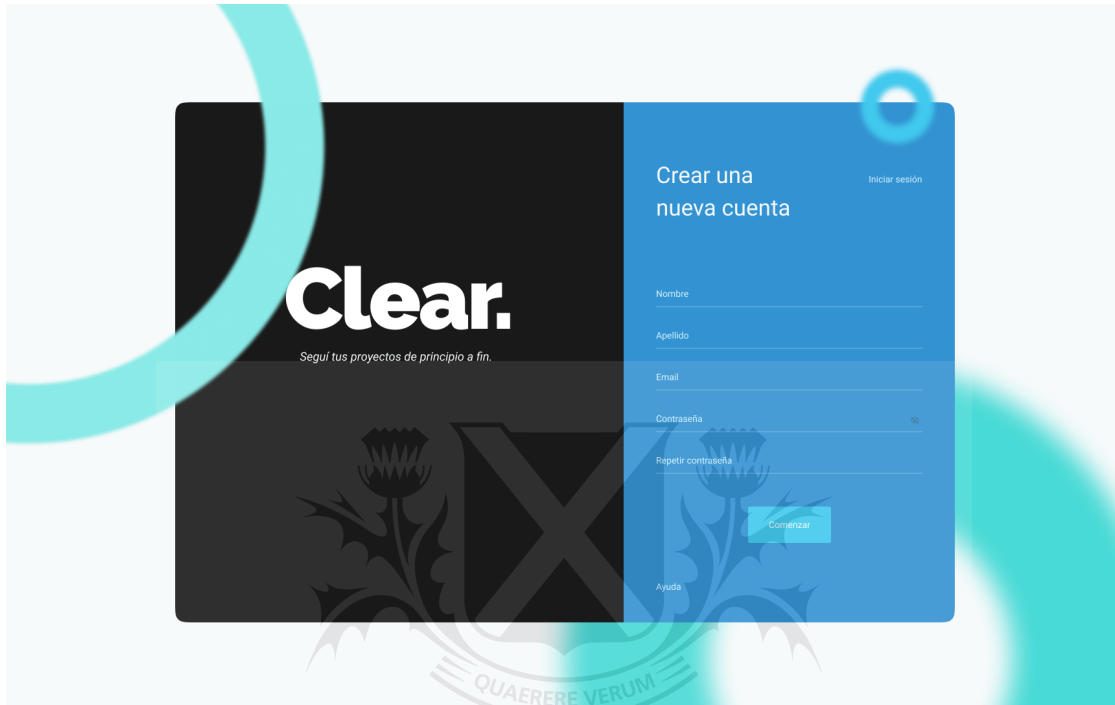 Crear una
nueva cuenta
Iniciar sesión
Clear.
Seguí tus proyectos de principio a fin.
Nombre
Apellido
Email
Contraseña
Repetir contraseña
Comenzar
Ayuda
QUAERERE VERUM